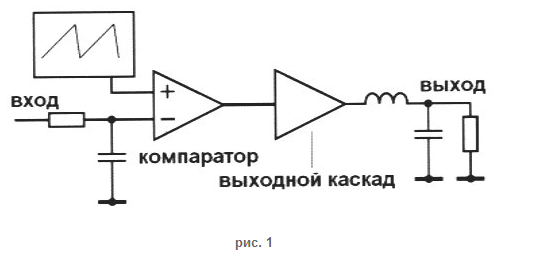 вход
+
−
компаратор
выход
выходной каскад
рис. 1